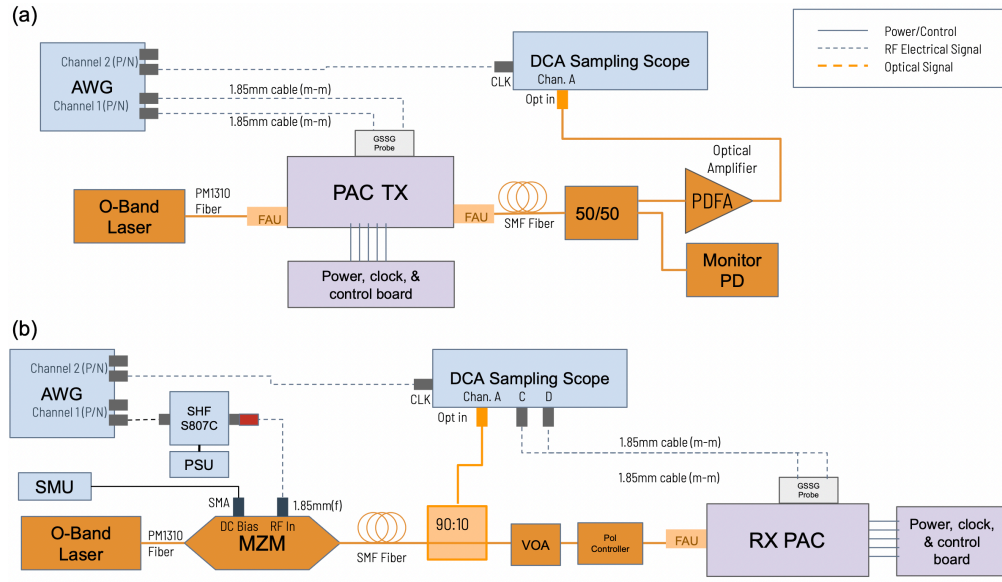 (a)
Channel 2 (P/N)
AWG
Channel 1 (P/N)
1.85mm cable (m-m)
1.85mm cable (m-m)
GSSG
Probe
DCA Sampling Scope
CLK
Chan. A
Opt in
Power/Control
RF Electrical Signal
Optical Signal
O-Band
Laser
PM1310
Fiber
FAU
PAC TX
FAU
SMF Fiber
50/50
Optical
Amplifier
PDFA
Monitor
PD
Power, clock, &
control board
(b)
Channel 2 (P/N)
AWG
Channel 1 (P/N)
SHF
S807C
PSU
SMU
DCA Sampling Scope
CLK
Chan. A
C
D
Opt in
1.85mm cable (m-m)
1.85mm cable (m-m)
GSSG
Probe
SMA
1.85mm(f)
O-Band
Laser
PM1310
Fiber
DC Bias
RF In
MZM
SMF Fiber
90:10
VOA
Pol
Controller
FAU
RX PAC
Power, clock,
& control
board